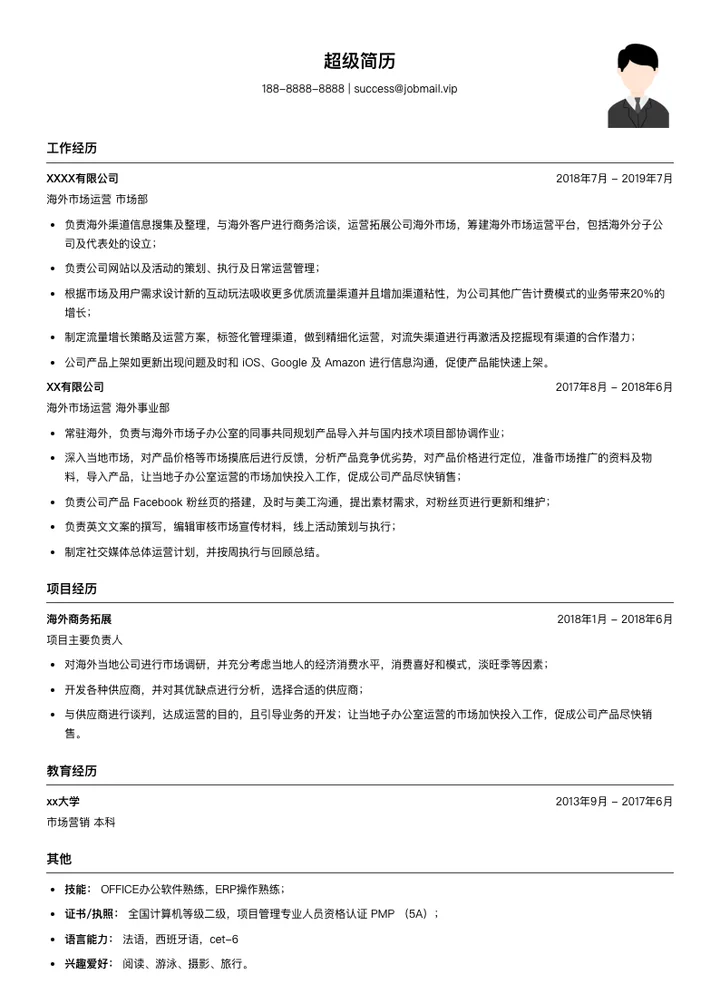 超级简历
188-8888-8888 | success@jobmail.vip
工作经历
XXXX有限公司 2018年7月 – 2019年7月
海外市场运营 市场部
• 负责海外渠道信息搜集及整理，与海外客户进行商务洽谈，运营拓展公司海外市场，筹建海外市场运营平台，包括海外分子公
司及代表处的设立；
• 负责公司网站以及活动的策划、执行及日常运营管理；
• 根据市场及用户需求设计新的互动玩法吸收更多优质流量渠道并且增加渠道粘性，为公司其他广告计费模式的业务带来20%的
增长；
• 制定流量增长策略及运营方案，标签化管理渠道，做到精细化运营，对流失渠道进行再激活及挖掘现有渠道的合作潜力；
• 公司产品上架如更新出现问题及时和 iOS、Google 及 Amazon 进行信息沟通，促使产品能快速上架。
XX有限公司 2017年8月 – 2018年6月
海外市场运营 海外事业部
• 常驻海外，负责与海外市场子办公室的同事共同规划产品导入并与国内技术项目部协调作业；
• 深入当地市场，对产品价格等市场摸底后进行反馈，分析产品竞争优劣势，对产品价格进行定位，准备市场推广的资料及物
料，导入产品，让当地子办公室运营的市场加快投入工作，促成公司产品尽快销售；
• 负责公司产品 Facebook 粉丝页的搭建，及时与美工沟通，提出素材需求，对粉丝页进行更新和维护；
• 负责英文文案的撰写，编辑审核市场宣传材料，线上活动策划与执行；
• 制定社交媒体总体运营计划，并按周执行与回顾总结。
项目经历
海外商务拓展 2018年1月 – 2018年6月
项目主要负责人
• 对海外当地公司进行市场调研，并充分考虑当地人的经济消费水平，消费喜好和模式，淡旺季等因素；
• 开发各种供应商，并对其优缺点进行分析，选择合适的供应商；
• 与供应商进行谈判，达成运营的目的，且引导业务的开发；让当地子办公室运营的市场加快投入工作，促成公司产品尽快销
售。
教育经历
xx大学 2013年9月 – 2017年6月
市场营销 本科
其他
• 技能： OFFICE办公软件熟练，ERP操作熟练；
• 证书/执照： 全国计算机等级二级，项目管理专业人员资格认证 PMP （5A）；
• 语言能力： 法语，西班牙语，cet-6
• 兴趣爱好： 阅读、游泳、摄影、旅行。